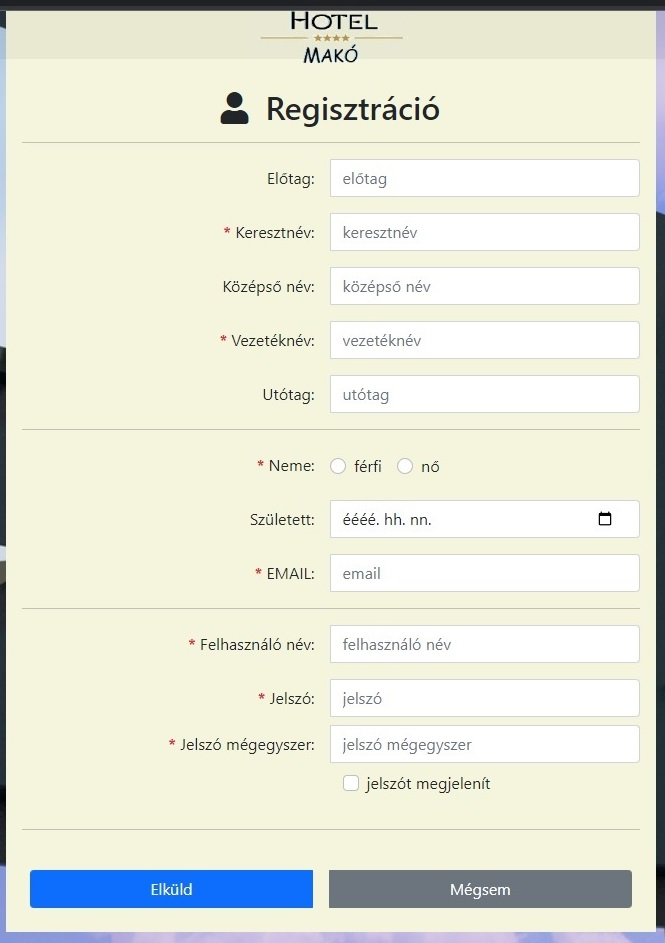 HOTEL
MAKÓ
Regisztráció
Előtag: előtag
* Keresztnév: keresztnév
Középső név: középső név
* Vezetéknév: vezetéknév
Utótag: utótag
* Neme: férfi nő
Született: éééé. hh. nn.
* EMAIL: email
* Felhasználó név: felhasználó név
* Jelszó: jelszó
* Jelszó mégegyszer: jelszó mégegyszer
jelszót megjelenít
Elküld Mégsem